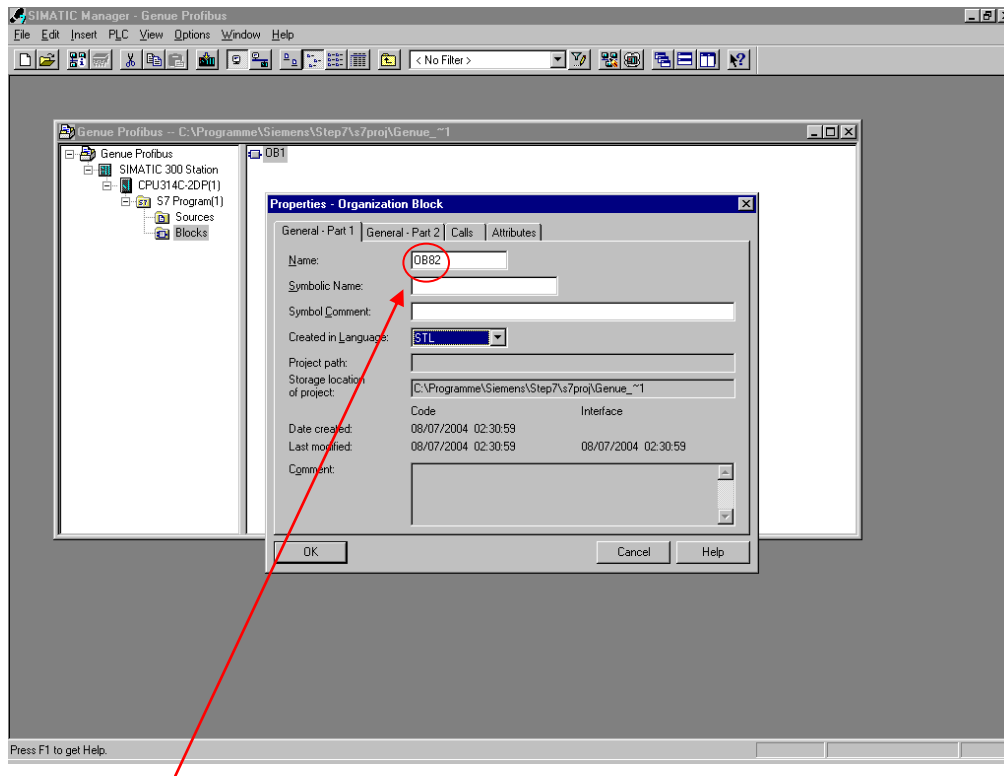 SIMATIC Manager - Genue Profibus
File Edit Insert PLC View Options Window Help
< No Filter >
Genue Profibus -- C:\Programme\Siemens\Step7\s7proj\Genue_~1
Genue Profibus
SIMATIC 300 Station
CPU314C-2DP(1)
S7 Program(1)
Sources
Blocks
OB1
Properties - Organization Block
General - Part 1 General - Part 2 Calls Attributes
Name: OB82
Symbolic Name:
Symbol Comment:
Created in Language: STL
Project path:
Storage location
of project: C:\Programme\Siemens\Step7\s7proj\Genue_~1
Code Interface
Date created: 08/07/2004 02:30:59
Last modified: 08/07/2004 02:30:59 08/07/2004 02:30:59
Comment:
OK Cancel Help
Press F1 to get Help.